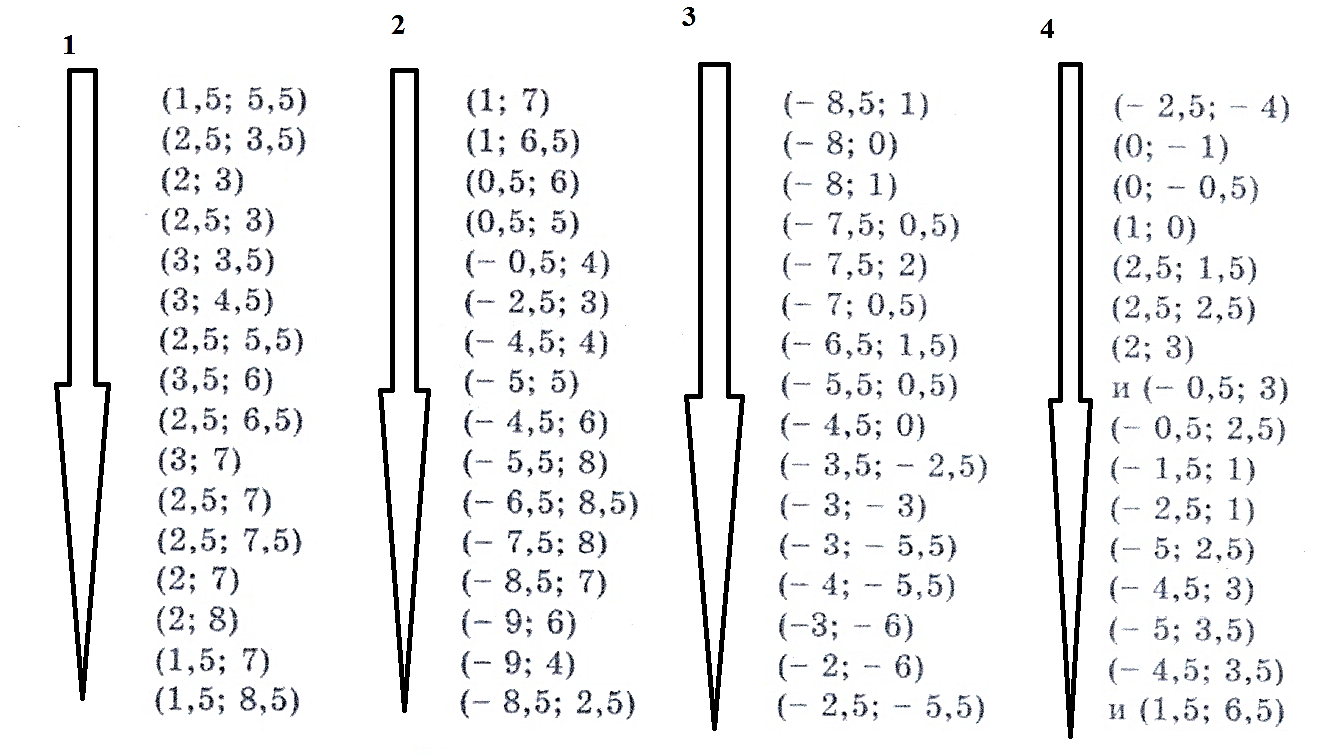 1
(1,5; 5,5)
(2,5; 3,5)
(2; 3)
(2,5; 3)
(3; 3,5)
(3; 4,5)
(2,5; 5,5)
(3,5; 6)
(2,5; 6,5)
(3; 7)
(2,5; 7)
(2,5; 7,5)
(2; 7)
(2; 8)
(1,5; 7)
(1,5; 8,5)
2
(1; 7)
(1; 6,5)
(0,5; 6)
(0,5; 5)
(– 0,5; 4)
(– 2,5; 3)
(– 4,5; 4)
(– 5; 5)
(– 4,5; 6)
(– 5,5; 8)
(– 6,5; 8,5)
(– 7,5; 8)
(– 8,5; 7)
(– 9; 6)
(– 9; 4)
(– 8,5; 2,5)
3
(– 8,5; 1)
(– 8; 0)
(– 8; 1)
(– 7,5; 0,5)
(– 7,5; 2)
(– 7; 0,5)
(– 6,5; 1,5)
(– 5,5; 0,5)
(– 4,5; 0)
(– 3,5; – 2,5)
(– 3; – 3)
(– 3; – 5,5)
(– 4; – 5,5)
(–3; – 6)
(– 2; – 6)
(– 2,5; – 5,5)
4
(– 2,5; – 4)
(0; – 1)
(0; – 0,5)
(1; 0)
(2,5; 1,5)
(2,5; 2,5)
(2; 3)
и (– 0,5; 3)
(– 0,5; 2,5)
(– 1,5; 1)
(– 2,5; 1)
(– 5; 2,5)
(– 4,5; 3)
(– 5; 3,5)
(– 4,5; 3,5)
и (1,5; 6,5)